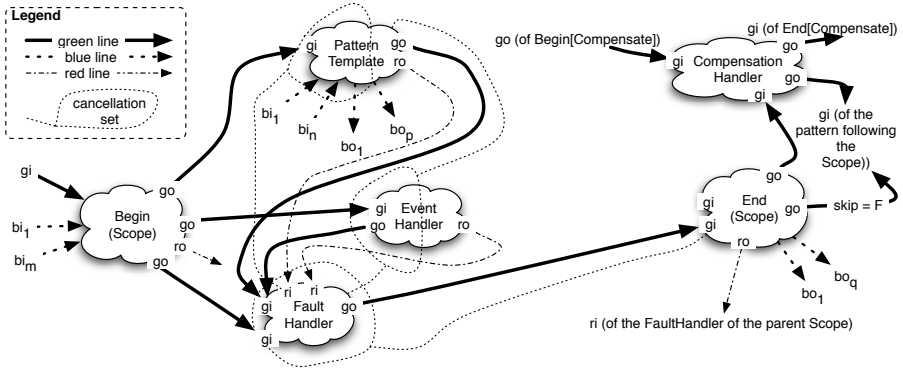 Legend
green line
blue line
red line
cancellation
set
gi
bi1
bim
Begin
(Scope)
go
go
ro
go
gi
Pattern
Template
go
ro
bi1
bin
bo1
bop
gi
go
Event
Handler
ro
ri
ri
gi
Fault
Handler
go
gi
go (of Begin[Compensate])
gi (of End[Compensate])
gi
Compensation
Handler
go
go
gi
gi (of the
pattern following
the
Scope))
go
gi
gi
End
(Scope)
go
skip = F
ro
bo1
boq
ri (of the FaultHandler of the parent Scope)